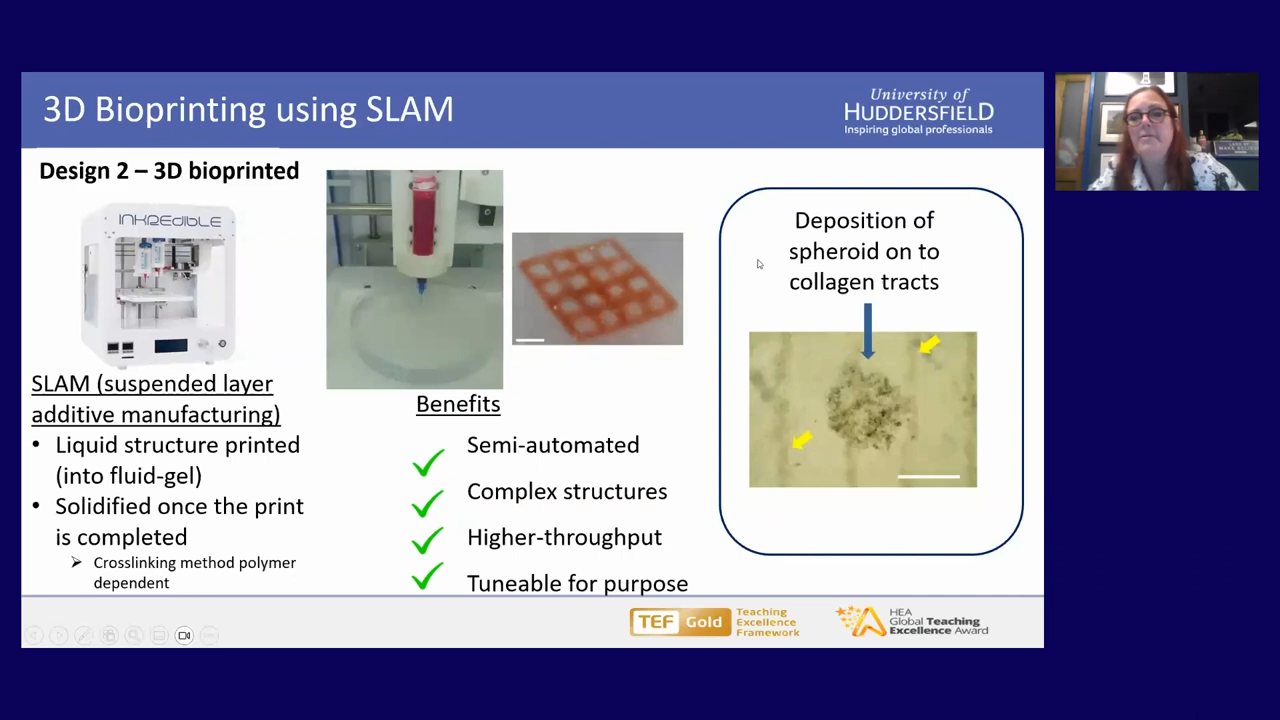 3D Bioprinting using SLAM
University of
HUDDERSFIELD
Inspiring global professionals
Design 2 – 3D bioprinted
INKREDIBLE
SLAM (suspended layer
additive manufacturing)
• Liquid structure printed
(into fluid-gel)
• Solidified once the print
is completed
➢ Crosslinking method polymer
dependent
Benefits
Semi-automated
Complex structures
Higher-throughput
Tuneable for purpose
Deposition of
spheroid on to
collagen tracts
TEF Gold
Teaching
Excellence
Framework
HEA
Global Teaching
Excellence Award